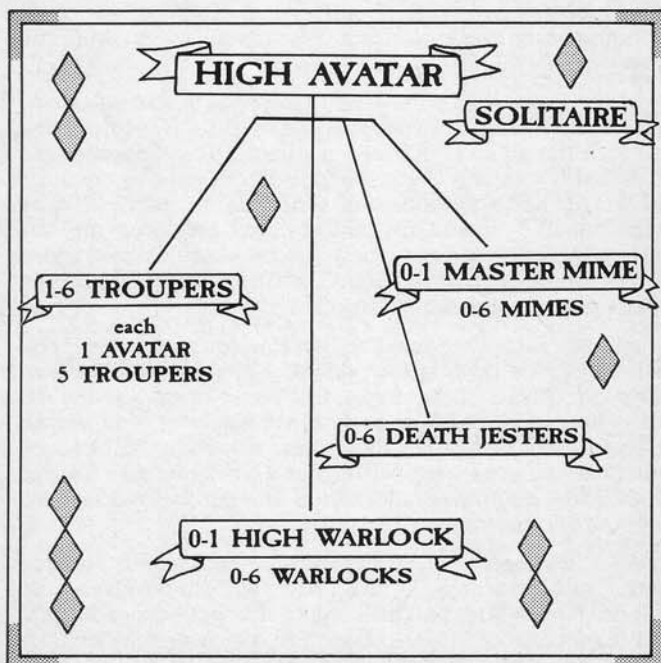 HIGH AVATAR
SOLITAIRE
1-6 TROUPERS
each
1 AVATAR
5 TROUPERS
0-1 MASTER MIME
0-6 MIMES
0-6 DEATH JESTERS
0-1 HIGH WARLOCK
0-6 WARLOCKS